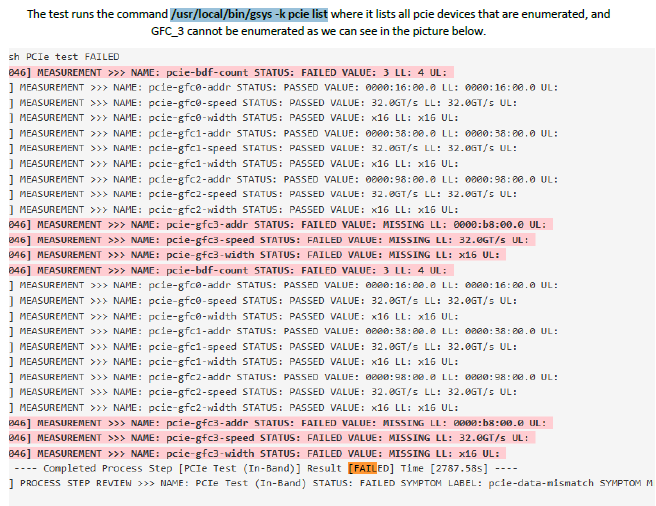 The test runs the command /usr/local/bin/gsys -k pcie list where it lists all pcie devices that are enumerated, and
GFC_3 cannot be enumerated as we can see in the picture below.
sh PCIe test FAILED
046] MEASUREMENT >>> NAME: pcie-bdf-count STATUS: FAILED VALUE: 3 LL: 4 UL:
] MEASUREMENT >>> NAME: pcie-gfc0-addr STATUS: PASSED VALUE: 0000:16:00.0 LL: 0000:16:00.0 UL:
] MEASUREMENT >>> NAME: pcie-gfc0-speed STATUS: PASSED VALUE: 32.0GT/s LL: 32.0GT/s UL:
] MEASUREMENT >>> NAME: pcie-gfc0-width STATUS: PASSED VALUE: x16 LL: x16 UL:
] MEASUREMENT >>> NAME: pcie-gfc1-addr STATUS: PASSED VALUE: 0000:38:00.0 LL: 0000:38:00.0 UL:
] MEASUREMENT >>> NAME: pcie-gfc1-speed STATUS: PASSED VALUE: 32.0GT/s LL: 32.0GT/s UL:
] MEASUREMENT >>> NAME: pcie-gfc1-width STATUS: PASSED VALUE: x16 LL: x16 UL:
] MEASUREMENT >>> NAME: pcie-gfc2-addr STATUS: PASSED VALUE: 0000:98:00.0 LL: 0000:98:00.0 UL:
] MEASUREMENT >>> NAME: pcie-gfc2-speed STATUS: PASSED VALUE: 32.0GT/s LL: 32.0GT/s UL:
] MEASUREMENT >>> NAME: pcie-gfc2-width STATUS: PASSED VALUE: x16 LL: x16 UL:
046] MEASUREMENT >>> NAME: pcie-gfc3-addr STATUS: FAILED VALUE: MISSING LL: 0000:b8:00.0 UL:
046] MEASUREMENT >>> NAME: pcie-gfc3-speed STATUS: FAILED VALUE: MISSING LL: 32.0GT/s UL:
046] MEASUREMENT >>> NAME: pcie-gfc3-width STATUS: FAILED VALUE: MISSING LL: x16 UL:
046] MEASUREMENT >>> NAME: pcie-bdf-count STATUS: FAILED VALUE: 3 LL: 4 UL:
] MEASUREMENT >>> NAME: pcie-gfc0-addr STATUS: PASSED VALUE: 0000:16:00.0 LL: 0000:16:00.0 UL:
] MEASUREMENT >>> NAME: pcie-gfc0-speed STATUS: PASSED VALUE: 32.0GT/s LL: 32.0GT/s UL:
] MEASUREMENT >>> NAME: pcie-gfc0-width STATUS: PASSED VALUE: x16 LL: x16 UL:
] MEASUREMENT >>> NAME: pcie-gfc1-addr STATUS: PASSED VALUE: 0000:38:00.0 LL: 0000:38:00.0 UL:
] MEASUREMENT >>> NAME: pcie-gfc1-speed STATUS: PASSED VALUE: 32.0GT/s LL: 32.0GT/s UL:
] MEASUREMENT >>> NAME: pcie-gfc1-width STATUS: PASSED VALUE: x16 LL: x16 UL:
] MEASUREMENT >>> NAME: pcie-gfc2-addr STATUS: PASSED VALUE: 0000:98:00.0 LL: 0000:98:00.0 UL:
] MEASUREMENT >>> NAME: pcie-gfc2-speed STATUS: PASSED VALUE: 32.0GT/s LL: 32.0GT/s UL:
] MEASUREMENT >>> NAME: pcie-gfc2-width STATUS: PASSED VALUE: x16 LL: x16 UL:
046] MEASUREMENT >>> NAME: pcie-gfc3-addr STATUS: FAILED VALUE: MISSING LL: 0000:b8:00.0 UL:
046] MEASUREMENT >>> NAME: pcie-gfc3-speed STATUS: FAILED VALUE: MISSING LL: 32.0GT/s UL:
046] MEASUREMENT >>> NAME: pcie-gfc3-width STATUS: FAILED VALUE: MISSING LL: x16 UL:
---- Completed Process Step [PCIe Test (In-Band)] Result [FAILED] Time [2787.58s] ----
] PROCESS STEP REVIEW >>> NAME: PCIe Test (In-Band) STATUS: FAILED SYMPTOM LABEL: pcie-data-mismatch SYMPTOM M